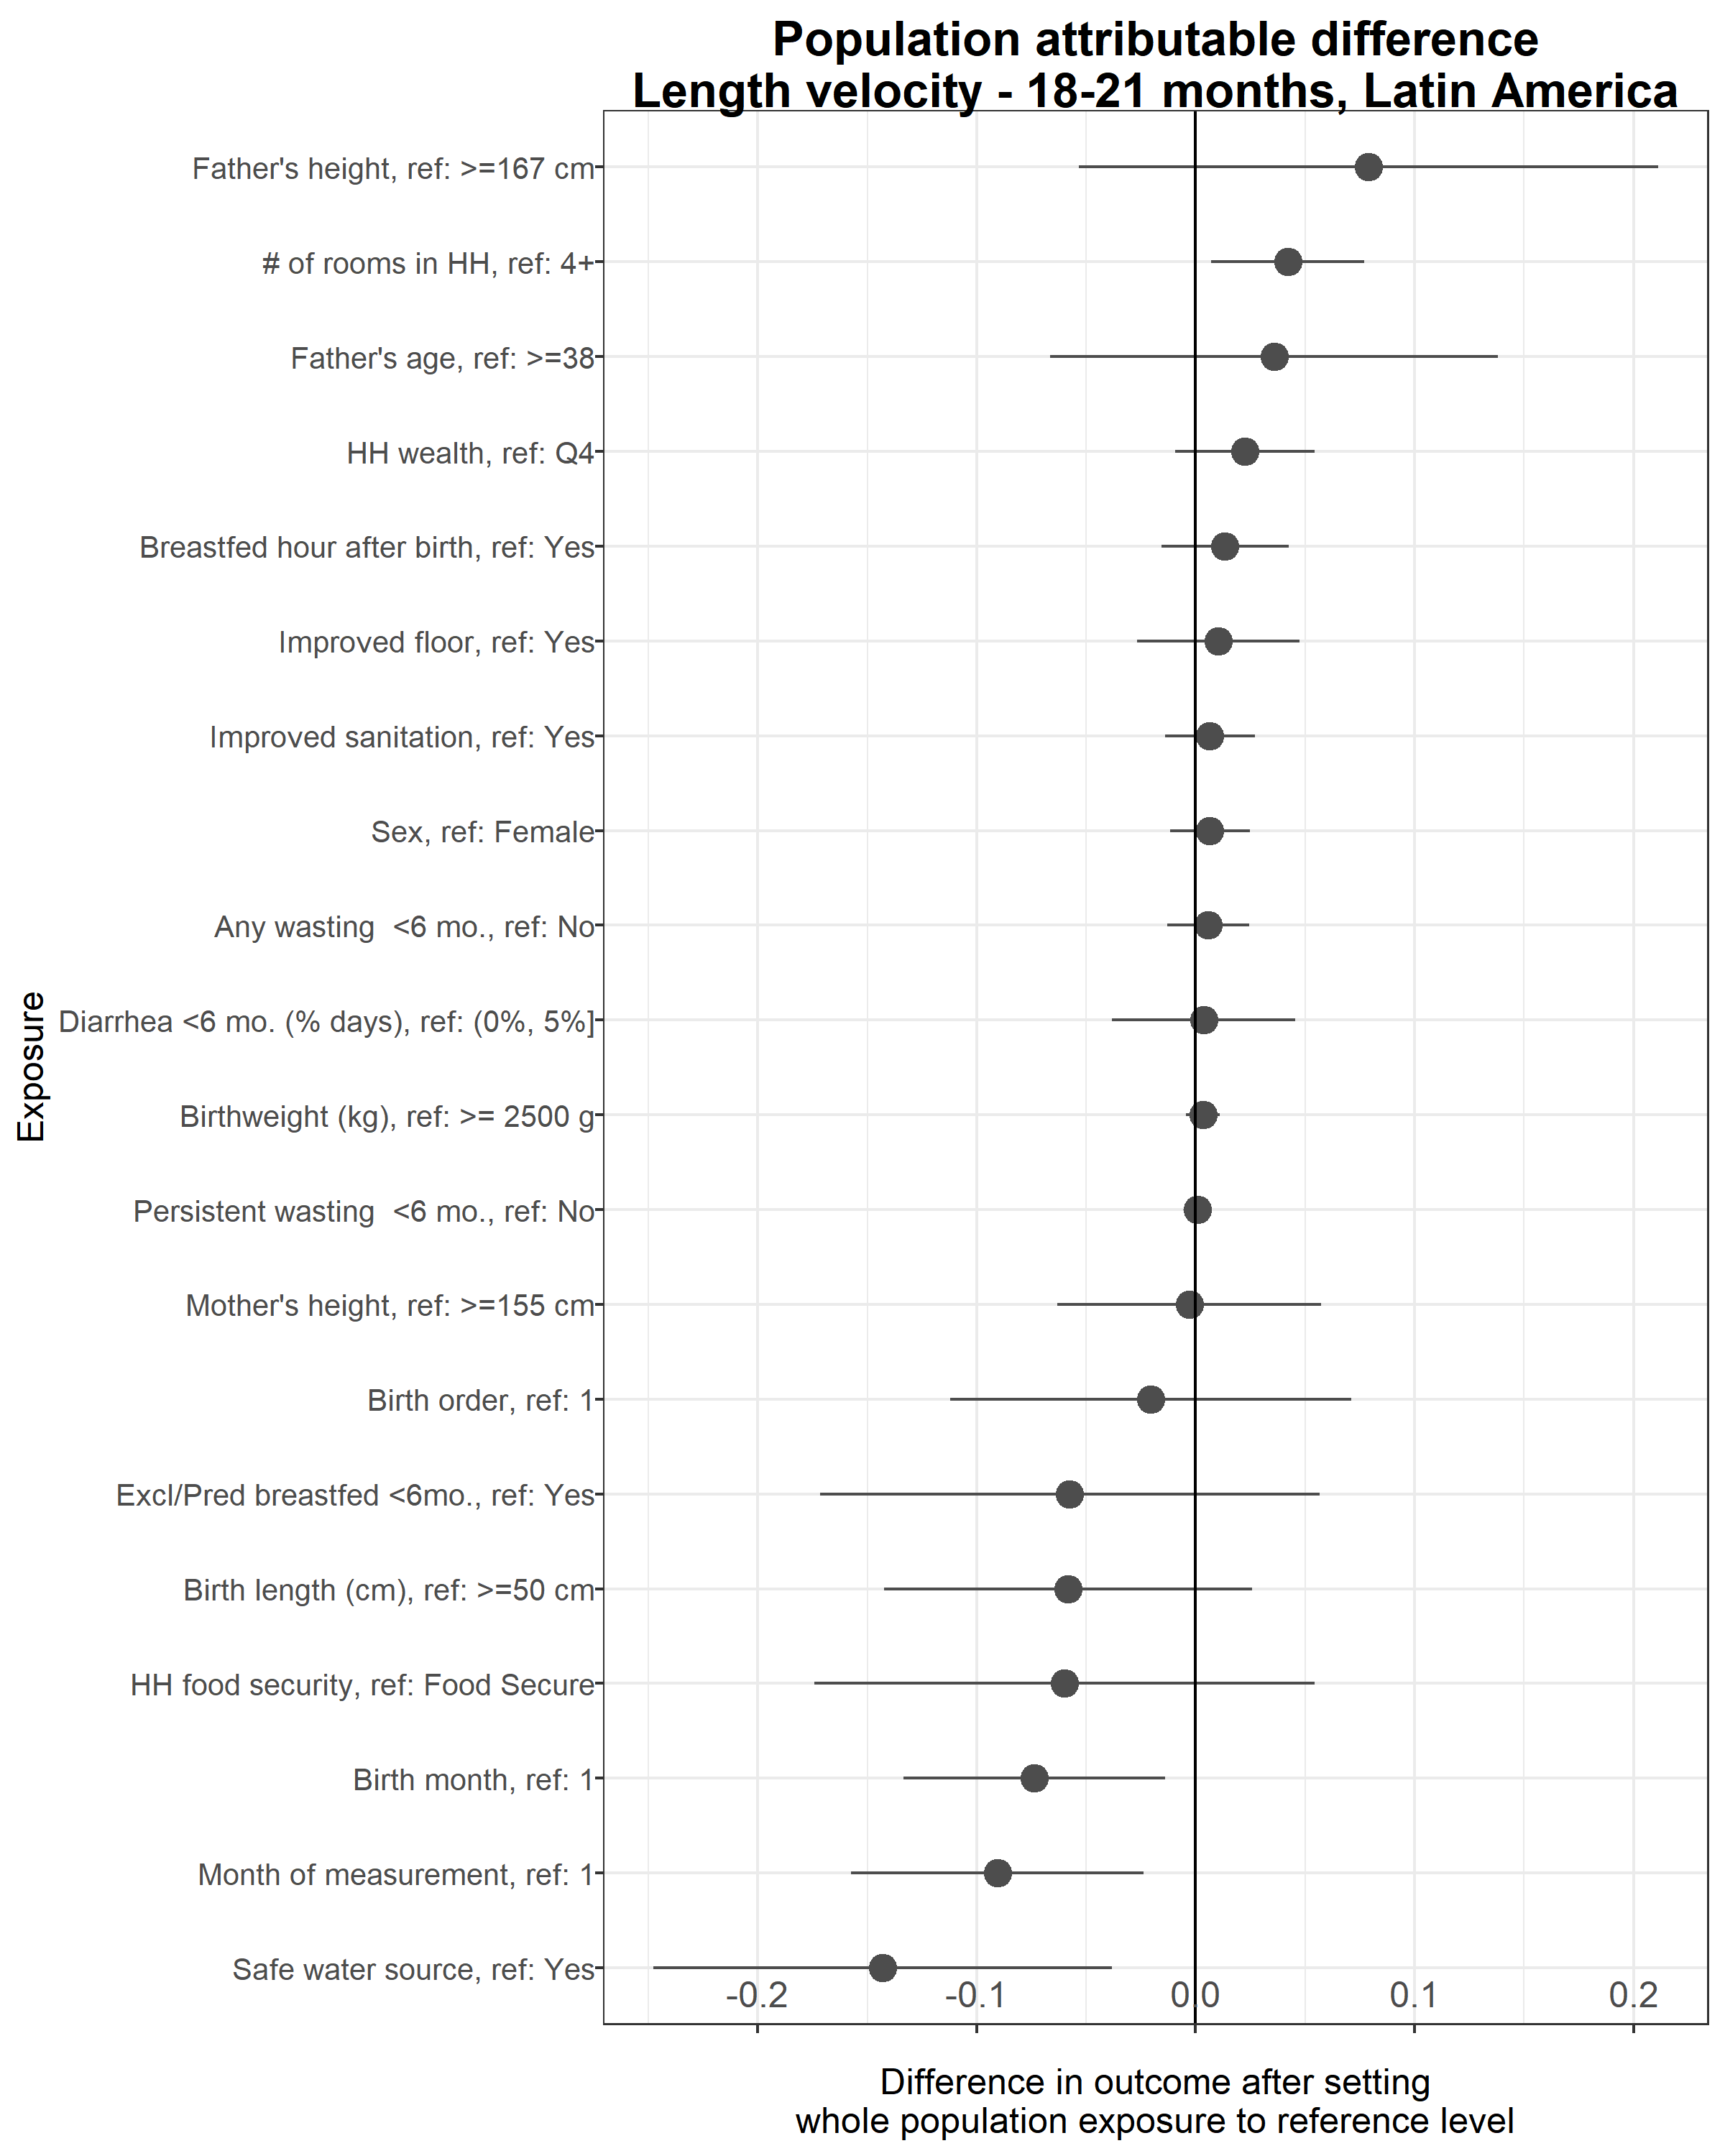 Population attributable difference
Length velocity - 18-21 months, Latin America
Father's height, ref: >=167 cm
# of rooms in HH, ref: 4+
Father's age, ref: >=38
HH wealth, ref: Q4
Breastfed hour after birth, ref: Yes
Improved floor, ref: Yes
Improved sanitation, ref: Yes
Sex, ref: Female
Any wasting  <6 mo., ref: No
Diarrhea <6 mo. (% days), ref: (0%, 5%]
Birthweight (kg), ref: >= 2500 g
Persistent wasting  <6 mo., ref: No
Mother's height, ref: >=155 cm
Birth order, ref: 1
Excl/Pred breastfed <6mo., ref: Yes
Birth length (cm), ref: >=50 cm
HH food security, ref: Food Secure
Birth month, ref: 1
Month of measurement, ref: 1
Safe water source, ref: Yes
Exposure
-0.2 -0.1 0.0 0.1 0.2
Difference in outcome after setting
whole population exposure to reference level